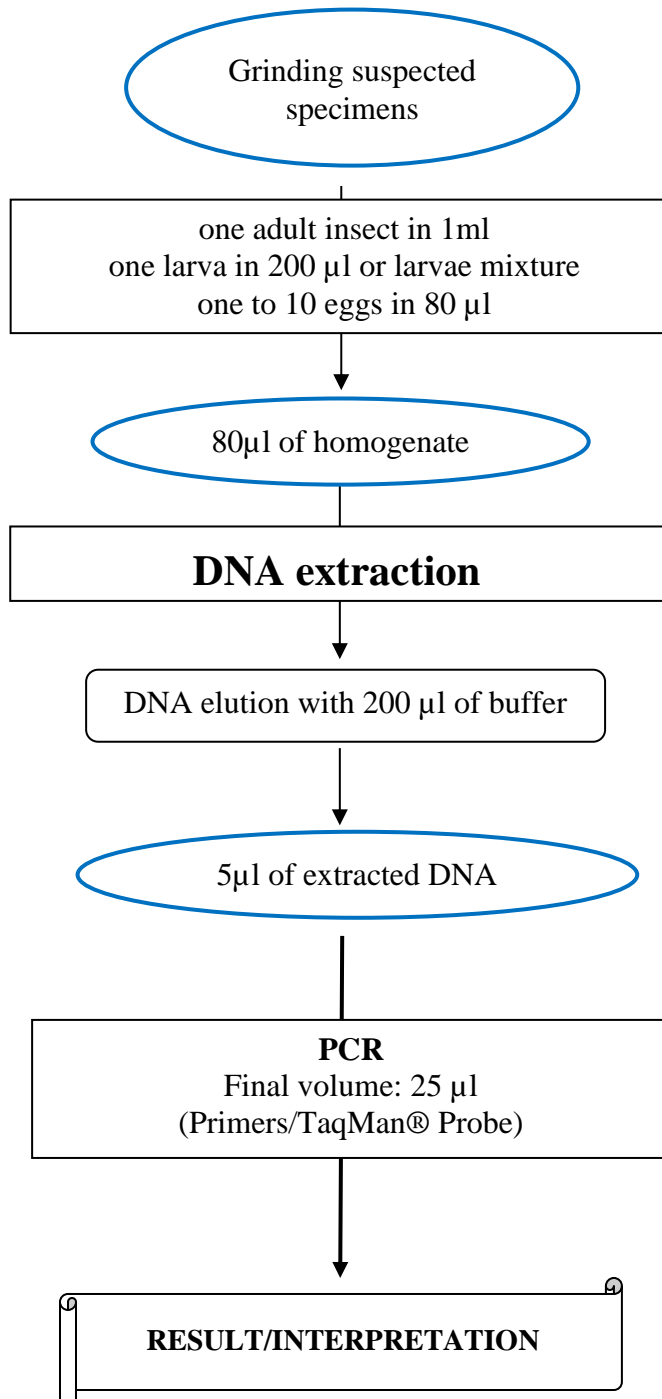 Grinding suspected
specimens
one adult insect in 1ml
one larva in 200 µl or larvae mixture
one to 10 eggs in 80 µl
80µl of homogenate
DNA extraction
DNA elution with 200 µl of buffer
5µl of extracted DNA
PCR
Final volume: 25 µl
(Primers/TaqMan® Probe)
RESULT/INTERPRETATION